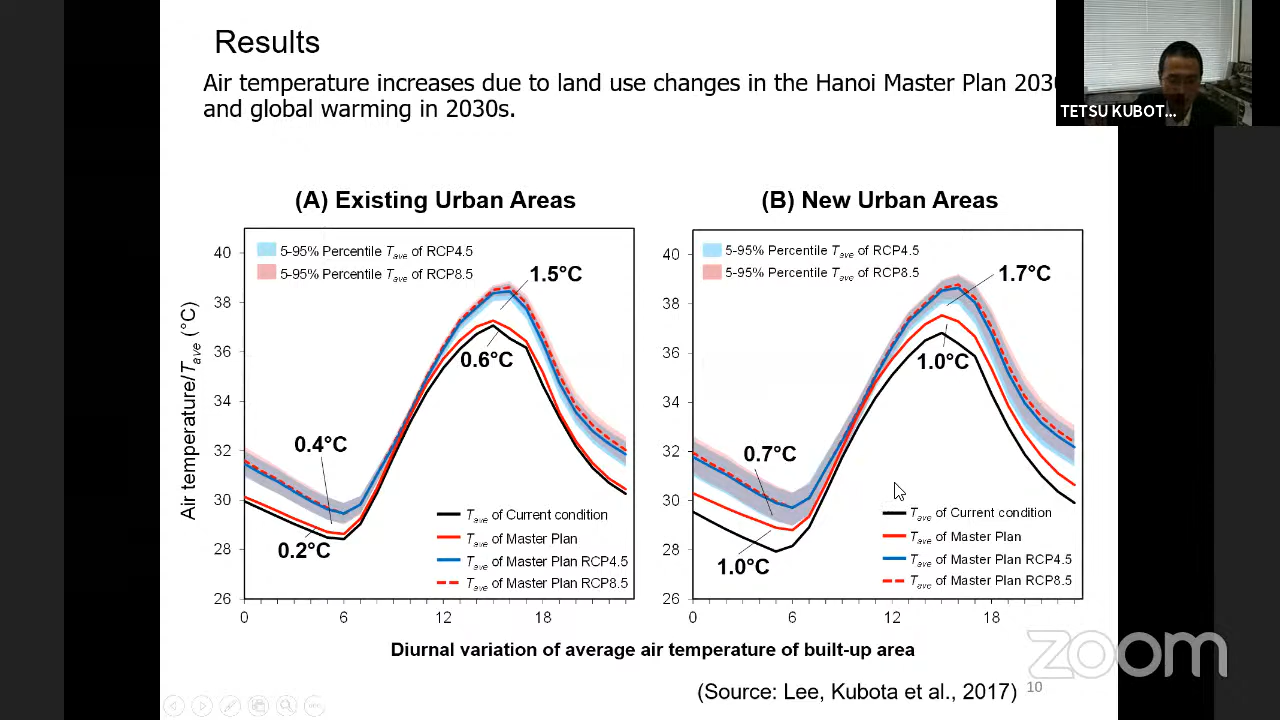 Results
Air temperature increases due to land use changes in the Hanoi Master Plan 203
and global warming in 2030s.
TETSU KUBOT...
(A) Existing Urban Areas
5-95% Percentile Tave of RCP4.5
5-95% Percentile Tave of RCP8.5
1.5°C
0.6°C
0.4°C
0.2°C
Tave of Current condition
Tave of Master Plan
Tave of Master Plan RCP4.5
Tave of Master Plan RCP8.5
Air temperature/Tave (°C)
40
38
36
34
32
30
28
26
0 6 12 18
(B) New Urban Areas
5-95% Percentile Tave of RCP4.5
5-95% Percentile Tave of RCP8.5
1.7°C
1.0°C
0.7°C
1.0°C
Tave of Current condition
Tave of Master Plan
Tave of Master Plan RCP4.5
Tave of Master Plan RCP8.5
40
38
36
34
32
30
28
26
0 6 12 18
Diurnal variation of average air temperature of built-up area
zoom
(Source: Lee, Kubota et al., 2017)
10